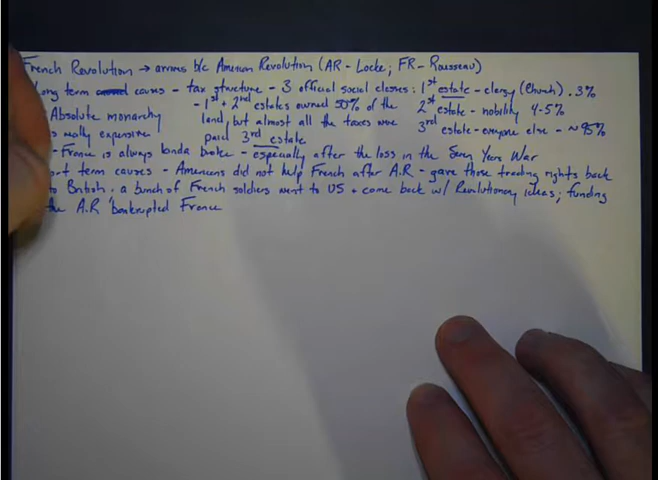 French Revolution → arrives b/c American Revolution (AR - Locke; FR - Rousseau)
Long term causes - tax structure - 3 official social classes: 1st estate - clergy (Church) .3%
- 1st + 2nd estates owned 50% of the 2st estate - nobility 4-5%
Absolute monarchy land, but almost all the taxes were 3rd estate - everyone else - ~95%
is really expensive paid 3rd estate
- France is always kinda broke - especially after the loss in the Seven Years War
ort term causes - Americans did not help French after A.R - gave those trading rights back
to British. a bunch of French soldiers went to US + come back w/ Revolutionary ideas; funding
the A.R bankrupted France